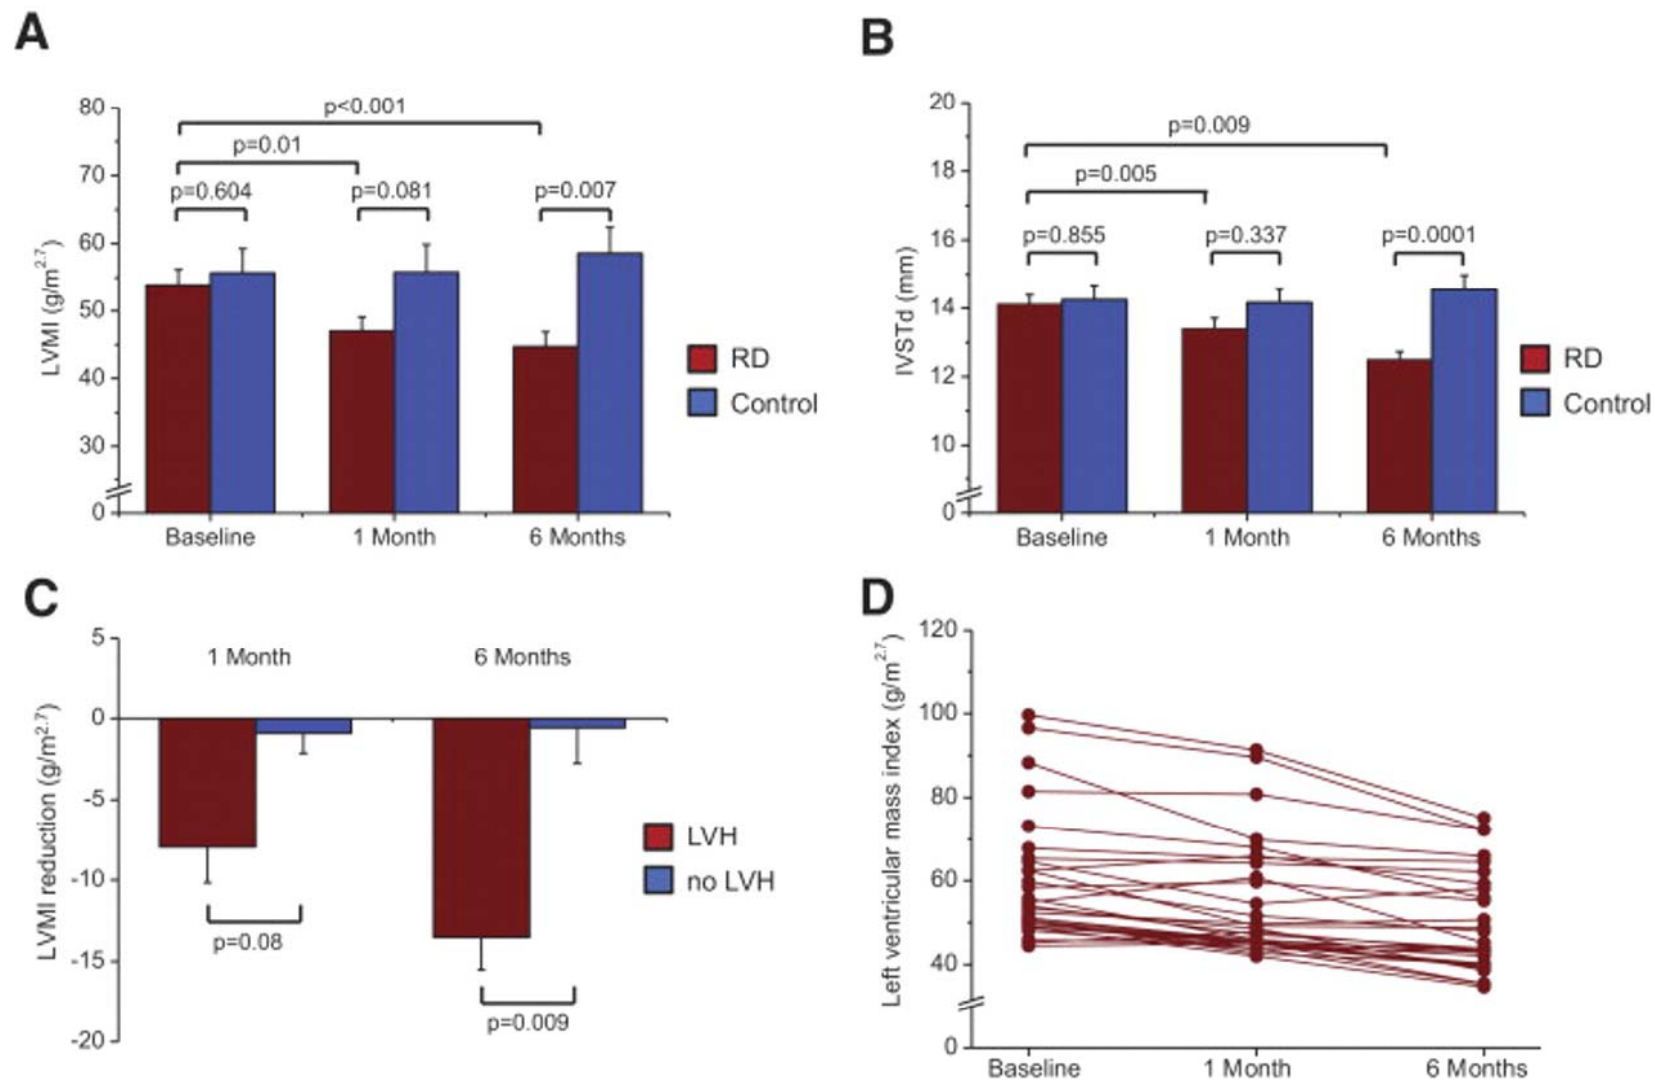 A
80
70
60
50
40
30
0
LVMI (g/m2.7)
p<0.001
p=0.01
p=0.604
p=0.081
p=0.007
Baseline
1 Month
6 Months
RD
Control
B
20
18
16
14
12
10
0
IVSTd (mm)
p=0.009
p=0.005
p=0.855
p=0.337
p=0.0001
Baseline
1 Month
6 Months
RD
Control
C
5
0
-5
-10
-15
-20
LVMI reduction (g/m2.7)
1 Month
6 Months
p=0.08
p=0.009
LVH
no LVH
D
120
100
80
60
40
0
Left ventricular mass index (g/m2.7)
Baseline
1 Month
6 Months